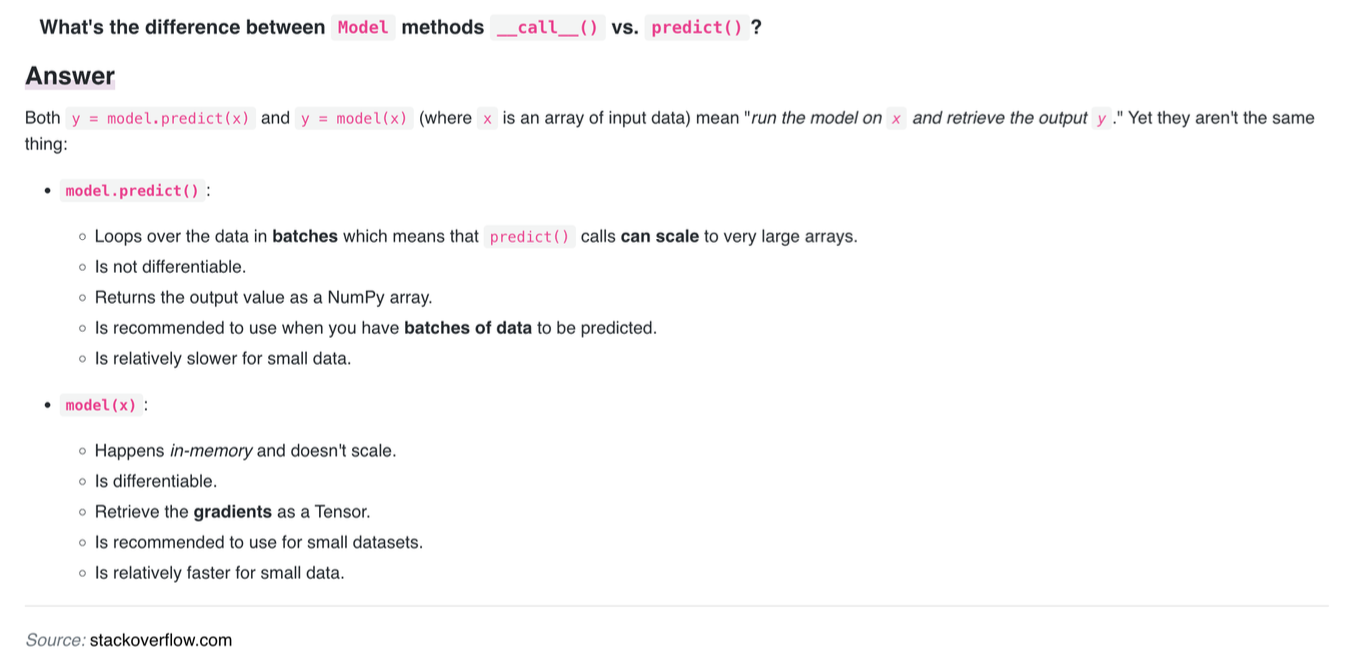 What's the difference between Model methods __call__() vs. predict() ?
Answer
Both y = model.predict(x) and y = model(x) (where x is an array of input data) mean "run the model on x and retrieve the output y ." Yet they aren't the same
thing:
• model.predict() :
◦ Loops over the data in batches which means that predict() calls can scale to very large arrays.
◦ Is not differentiable.
◦ Returns the output value as a NumPy array.
◦ Is recommended to use when you have batches of data to be predicted.
◦ Is relatively slower for small data.
• model(x) :
◦ Happens in-memory and doesn't scale.
◦ Is differentiable.
◦ Retrieve the gradients as a Tensor.
◦ Is recommended to use for small datasets.
◦ Is relatively faster for small data.
Source: stackoverflow.com